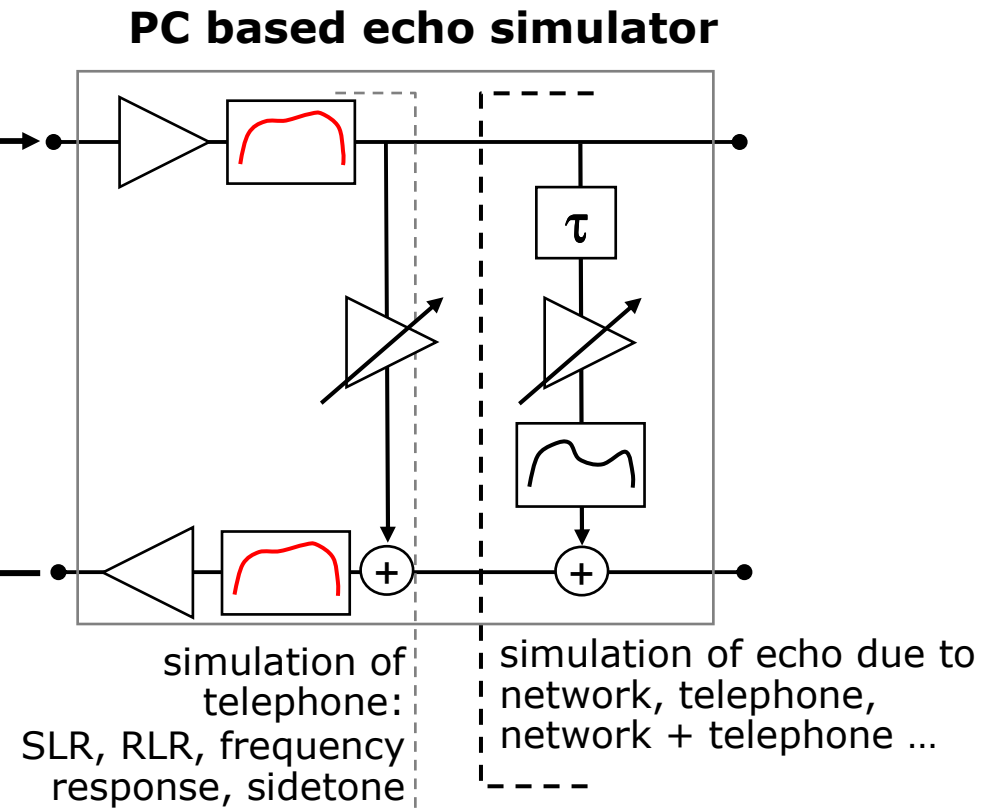 PC based echo simulator
τ
+
+
simulation of
telephone:
SLR, RLR, frequency
response, sidetone
simulation of echo due to
network, telephone,
network + telephone ...